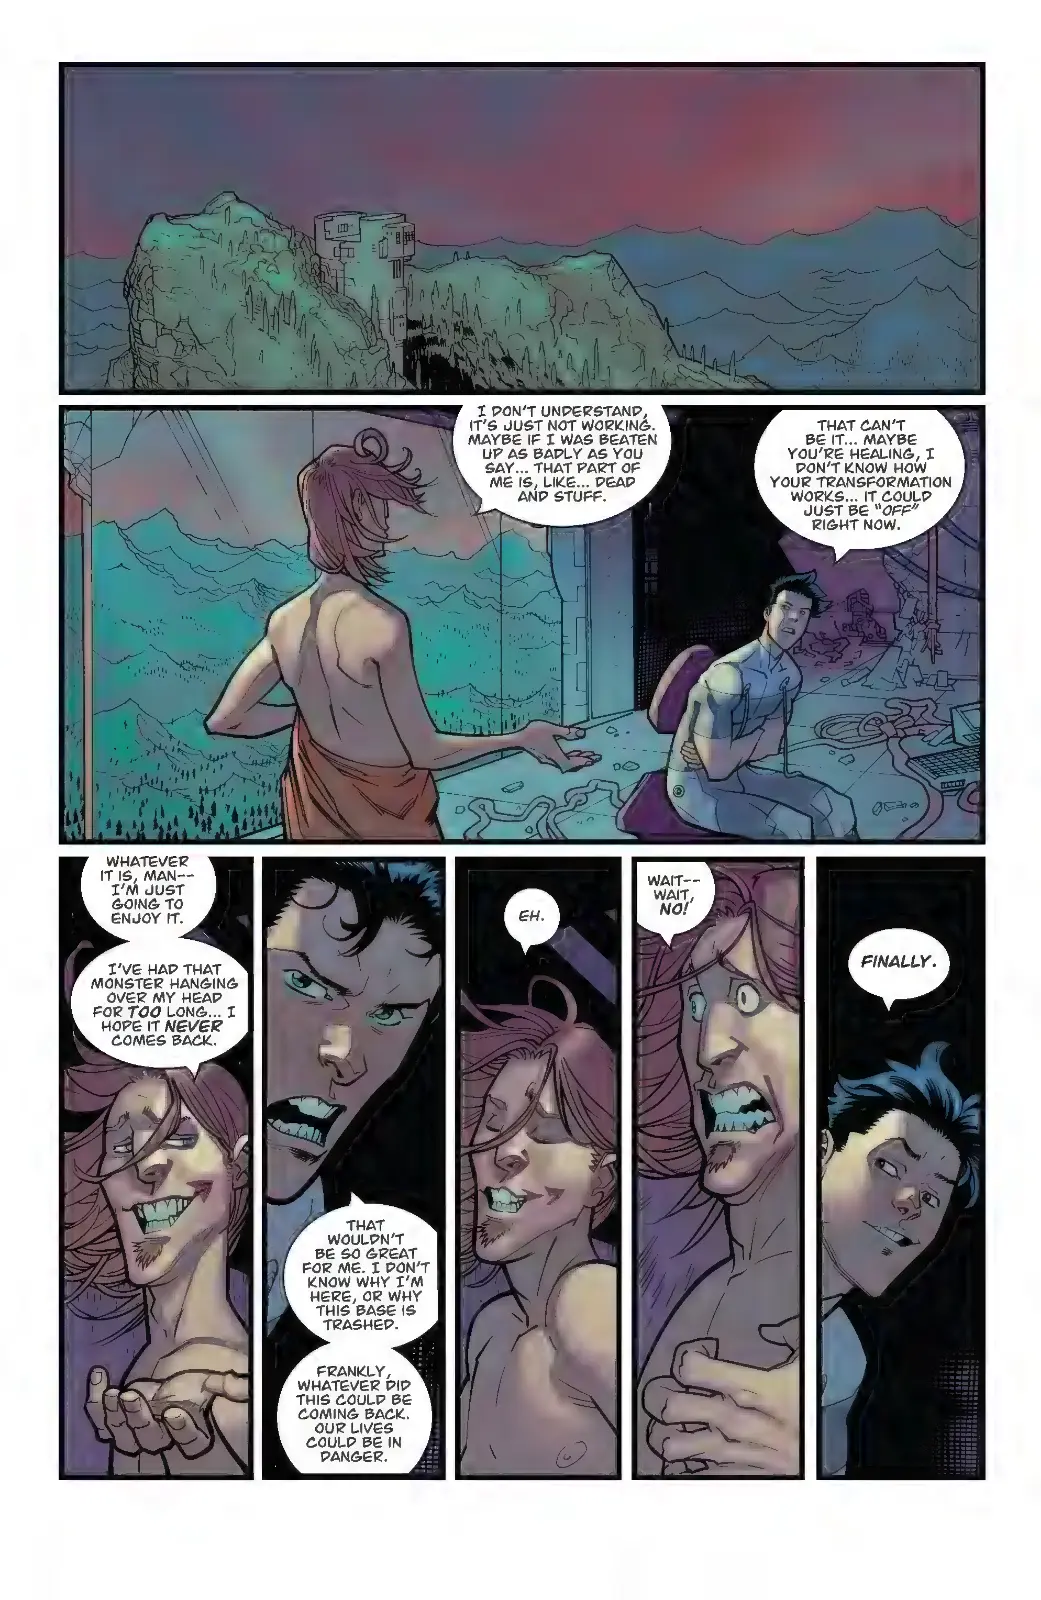 I DON'T UNDERSTAND,
IT'S JUST NOT WORKING.
MAYBE IF I WAS BEATEN
UP AS BADLY AS YOU
SAY... THAT PART OF
ME IS, LIKE... DEAD
AND STUFF.
THAT CAN'T
BE IT... MAYBE
YOU'RE HEALING, I
DON'T KNOW HOW
YOUR TRANSFORMATION
WORKS... IT COULD
JUST BE "OFF"
RIGHT NOW.
WHATEVER
IT IS, MAN--
I'M JUST
GOING TO
ENJOY IT.
I'VE HAD THAT
MONSTER HANGING
OVER MY HEAD
FOR TOO LONG... I
HOPE IT NEVER
COMES BACK.
THAT
WOULDN'T
BE SO GREAT
FOR ME. I DON'T
KNOW WHY I'M
HERE, OR WHY
THIS BASE IS
TRASHED.
FRANKLY,
WHATEVER DID
THIS COULD BE
COMING BACK.
OUR LIVES
COULD BE IN
DANGER.
EH.
WAIT--
WAIT,
NO!
FINALLY.